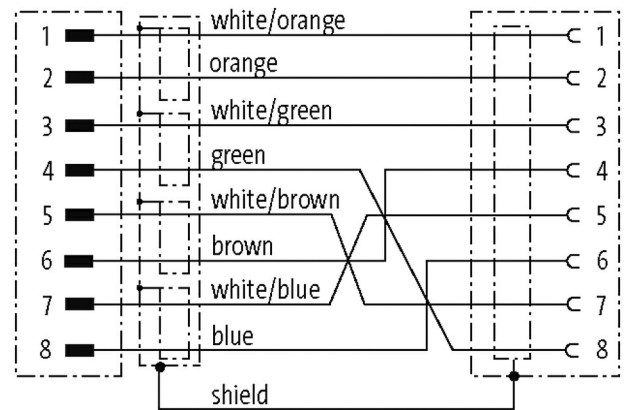 1 white/orange 1
2 orange 2
3 white/green 3
4 green 4
5 white/brown 5
6 brown 6
7 white/blue 7
8 blue 8
shield